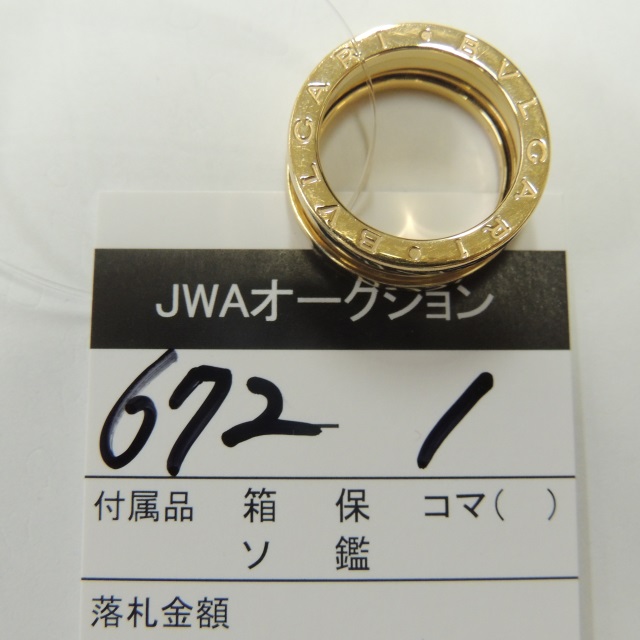 BVLGARI BVLGARI
JWAオークション
672-1
付属品 箱 保 コマ( )
ソ 鑑
落札金額